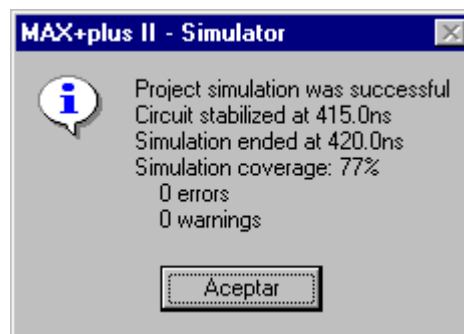 MAX+plus II - Simulator
Project simulation was successful
Circuit stabilized at 415.0ns
Simulation ended at 420.0ns
Simulation coverage: 77%
0 errors
0 warnings
Aceptar